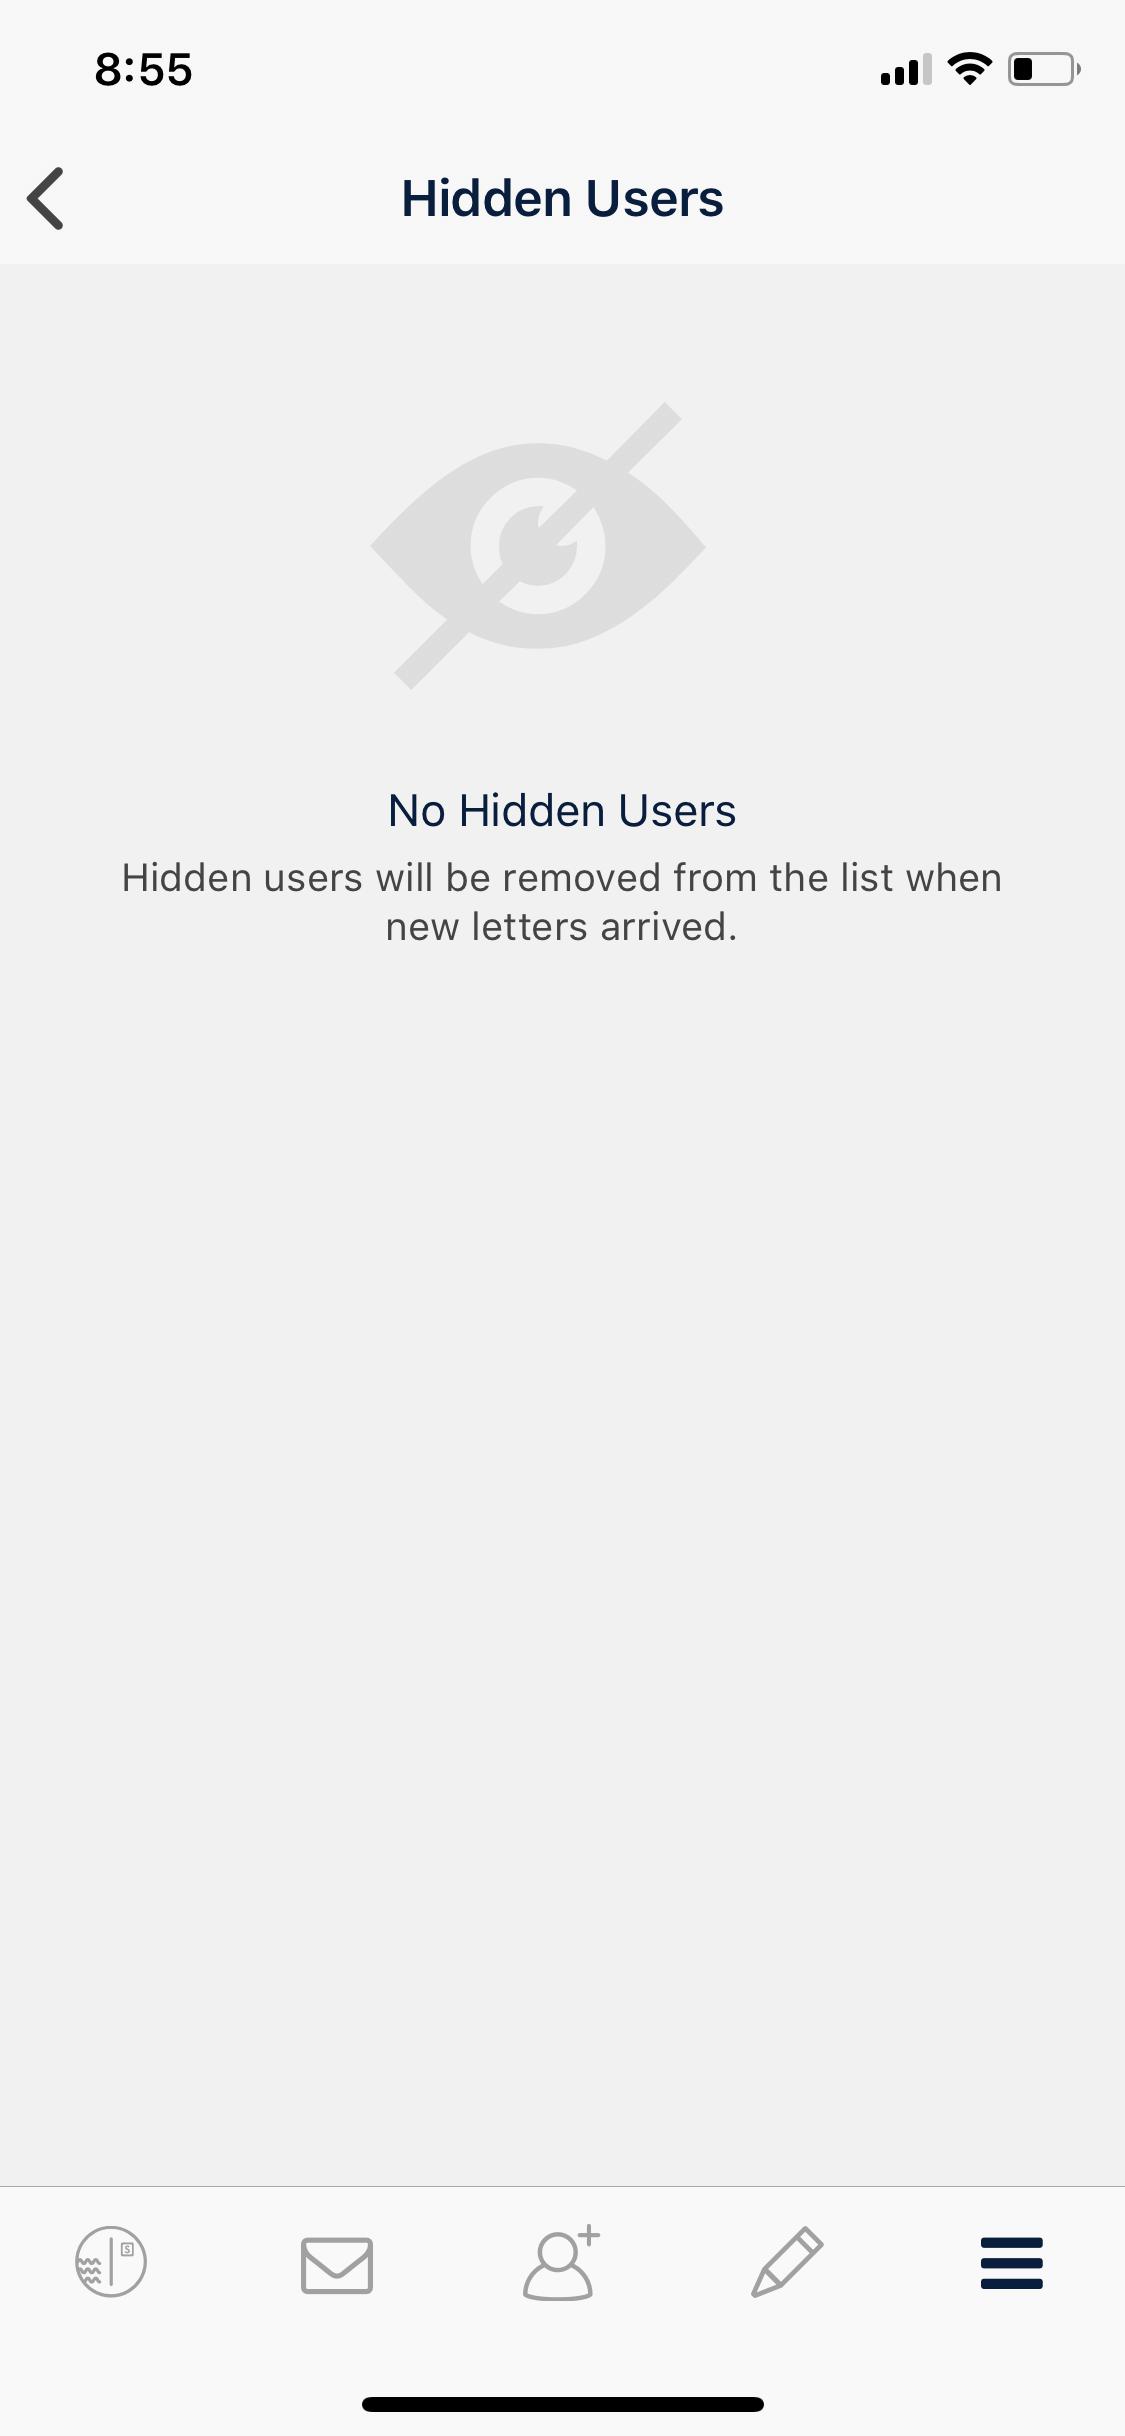 8:55
Hidden Users
No Hidden Users
Hidden users will be removed from the list when
new letters arrived.
S